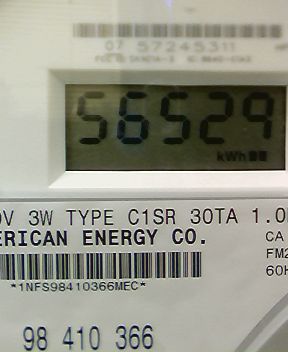 07 57245311
56529
kWh
0V 3W TYPE C1SR 30TA 1.0
ERICAN ENERGY CO. CA
FM2
*1NFS98410366MEC* 60H
98 410 366